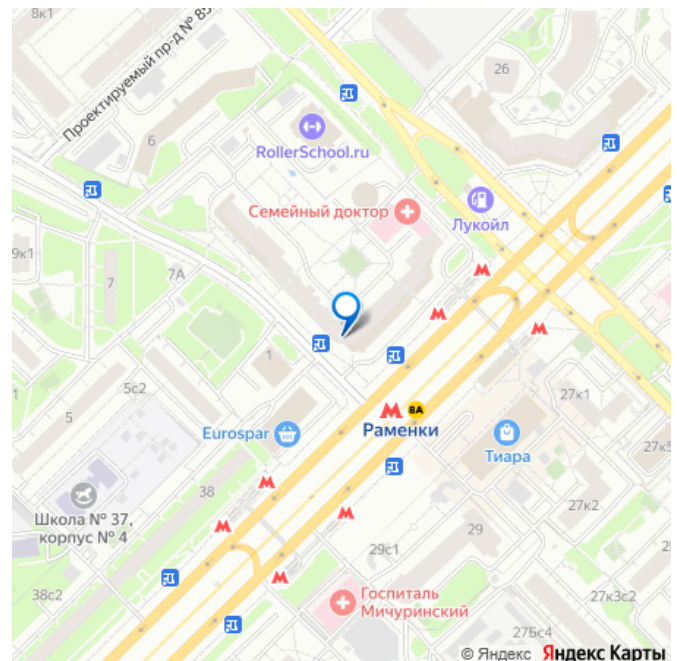 8к1
Проектируемый пр-д № 85
26
6
RollerSchool.ru
Семейный доктор
Лукойл
9к1
7
7А
1
5с2
5
27к1
8А
Раменки
Eurospar
Тиара
38
27к2
Школа № 37,
корпус № 4
29
29с1
38с2
Госпиталь
Мичуринский
27к3с2
27Бс4
© Яндекс Яндекс Карты